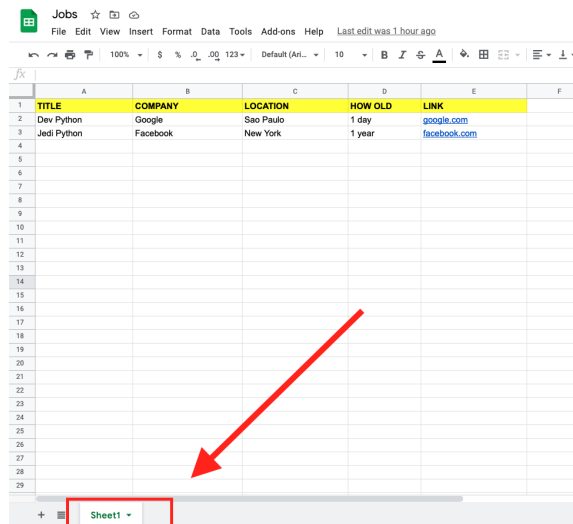 Jobs
File Edit View Insert Format Data Tools Add-ons Help Last edit was 1 hour ago
100% $ % .0 .00 123 Default (Ari... 10 B I S A
fx
A B C D E F
1 TITLE COMPANY LOCATION HOW OLD LINK
2 Dev Python Google Sao Paulo 1 day google.com
3 Jedi Python Facebook New York 1 year facebook.com
4
5
6
7
8
9
10
11
12
13
14
15
16
17
18
19
20
21
22
23
24
25
26
27
28
29
+ Sheet1